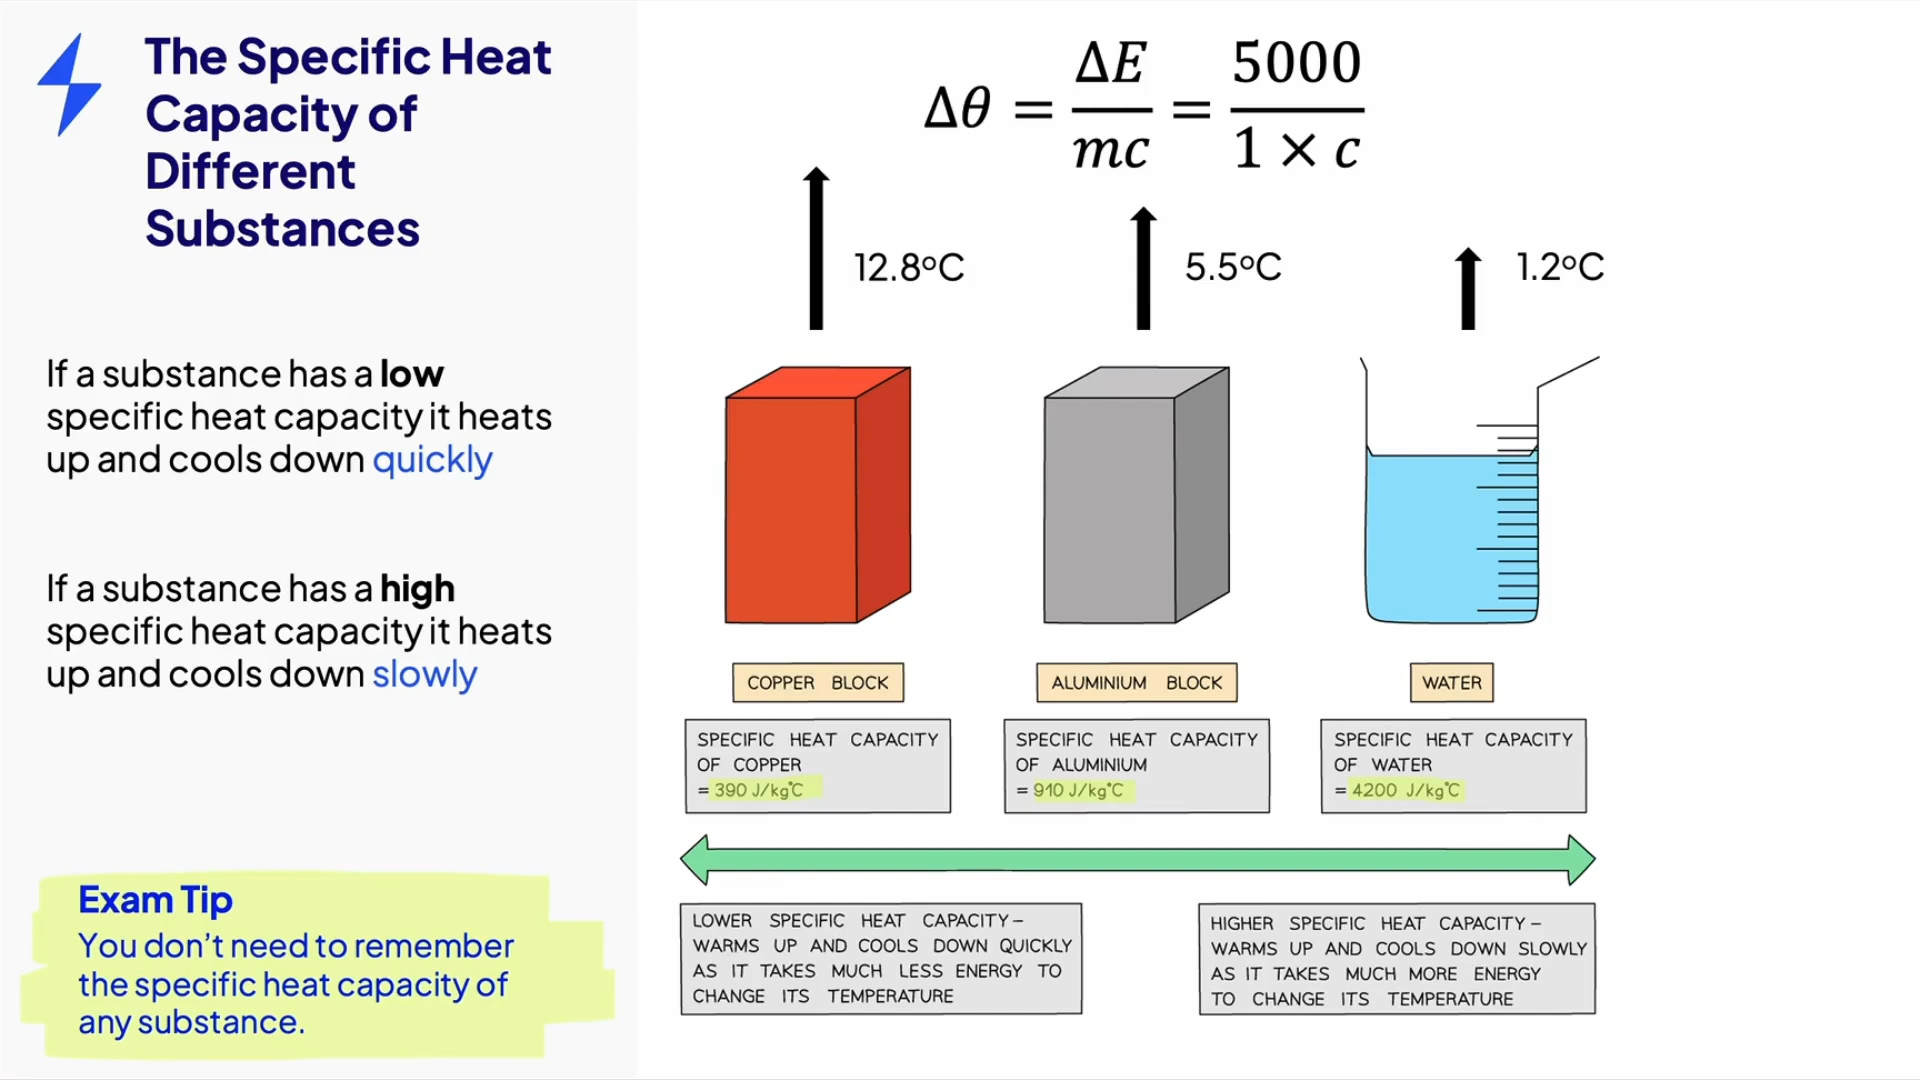 The Specific Heat
Capacity of
Different
Substances
If a substance has a low
specific heat capacity it heats
up and cools down quickly
If a substance has a high
specific heat capacity it heats
up and cools down slowly
Exam Tip
You don't need to remember
the specific heat capacity of
any substance.
Δθ = ΔE/mc = 5000/1 × c
12.8ºC
5.5ºC
1.2ºC
COPPER BLOCK
ALUMINIUM BLOCK
WATER
SPECIFIC HEAT CAPACITY
OF COPPER
= 390 J/kg°C
SPECIFIC HEAT CAPACITY
OF ALUMINIUM
= 910 J/kg°C
SPECIFIC HEAT CAPACITY
OF WATER
= 4200 J/kg°C
LOWER SPECIFIC HEAT CAPACITY –
WARMS UP AND COOLS DOWN QUICKLY
AS IT TAKES MUCH LESS ENERGY TO
CHANGE ITS TEMPERATURE
HIGHER SPECIFIC HEAT CAPACITY –
WARMS UP AND COOLS DOWN SLOWLY
AS IT TAKES MUCH MORE ENERGY
TO CHANGE ITS TEMPERATURE